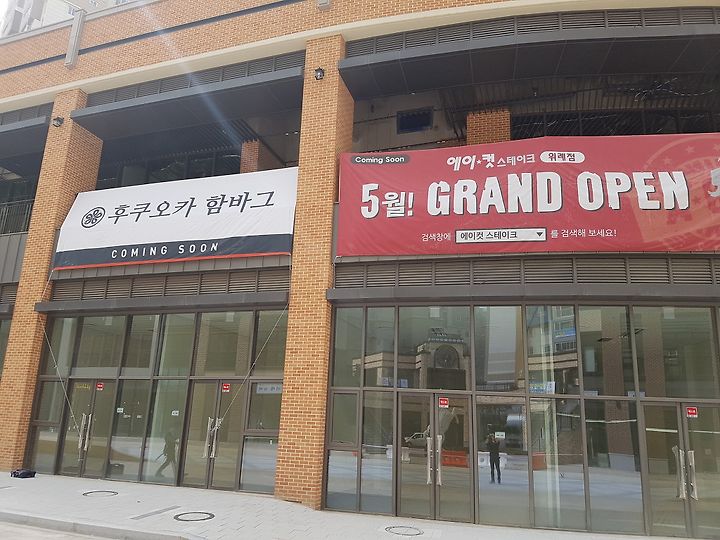 후쿠오카 함바그
COMING SOON
Coming Soon
에이★컷 스테이크 위례점
5월! GRAND OPEN
검색창에 에이컷 스테이크 ▼ 를 검색해 보세요!